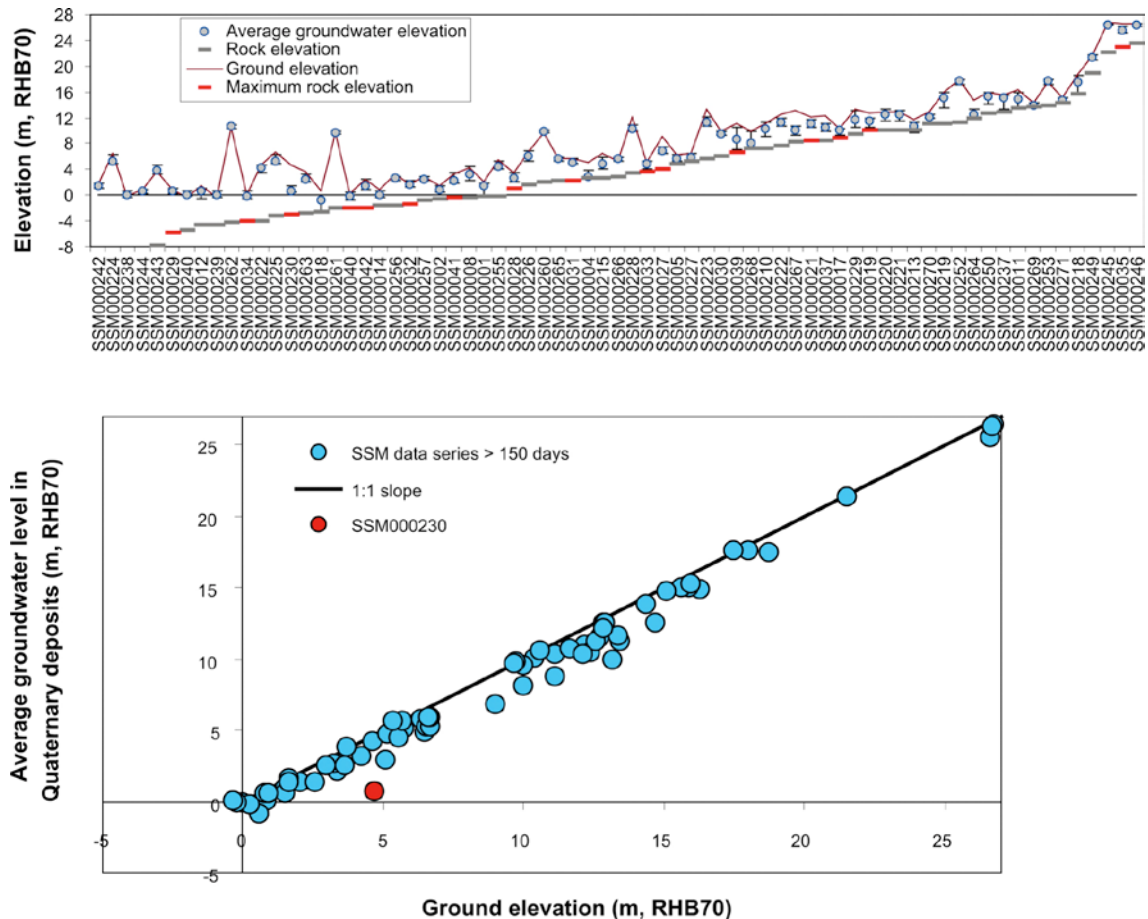 28
24
20
16
12
8
4
0
-4
-8
Elevation (m, RHB70)
Average groundwater elevation
Rock elevation
Ground elevation
Maximum rock elevation
SSM000242
SSM000224
SSM000238
SSM000244
SSM000243
SSM000029
SSM000240
SSM000012
SSM000239
SSM000262
SSM000034
SSM000022
SSM000225
SSM000230
SSM000263
SSM000018
SSM000261
SSM000040
SSM000042
SSM000014
SSM000256
SSM000032
SSM000257
SSM000002
SSM000041
SSM000008
SSM000001
SSM000255
SSM000028
SSM000226
SSM000260
SSM000265
SSM000031
SSM000004
SSM000215
SSM000266
SSM000228
SSM000033
SSM000027
SSM000005
SSM000227
SSM000223
SSM000030
SSM000039
SSM000268
SSM000210
SSM000222
SSM000267
SSM000021
SSM000037
SSM000017
SSM000229
SSM000019
SSM000220
SSM000221
SSM000213
SSM000270
SSM000219
SSM000252
SSM000264
SSM000250
SSM000237
SSM000011
SSM000269
SSM000253
SSM000271
SSM000218
SSM000249
SSM000245
SSM000251
SSM000246
Average groundwater level in
Quaternary deposits (m, RHB70)
25
20
15
10
5
0
-5
SSM data series > 150 days
1:1 slope
SSM000230
-5
0
5
10
15
20
25
Ground elevation (m, RHB70)